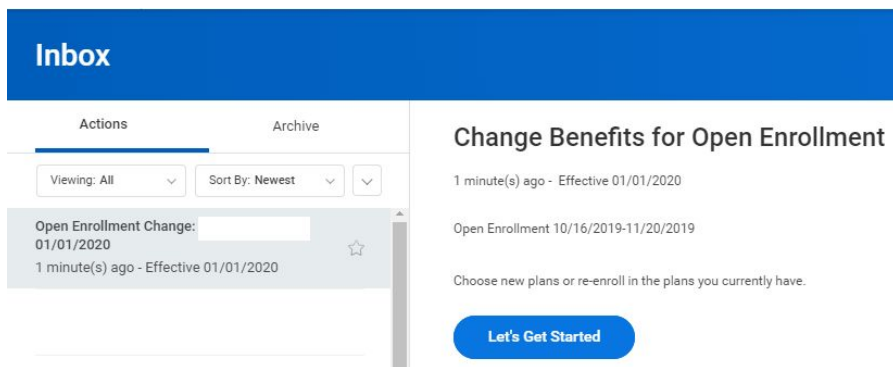 Inbox
Actions
Archive
Viewing: All
Sort By: Newest
Open Enrollment Change:
01/01/2020
1 minute(s) ago - Effective 01/01/2020
Change Benefits for Open Enrollment
1 minute(s) ago - Effective 01/01/2020
Open Enrollment 10/16/2019-11/20/2019
Choose new plans or re-enroll in the plans you currently have.
Let's Get Started